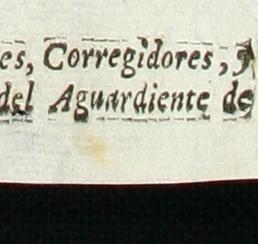 es, Corregidores, y
del Aguardiente de